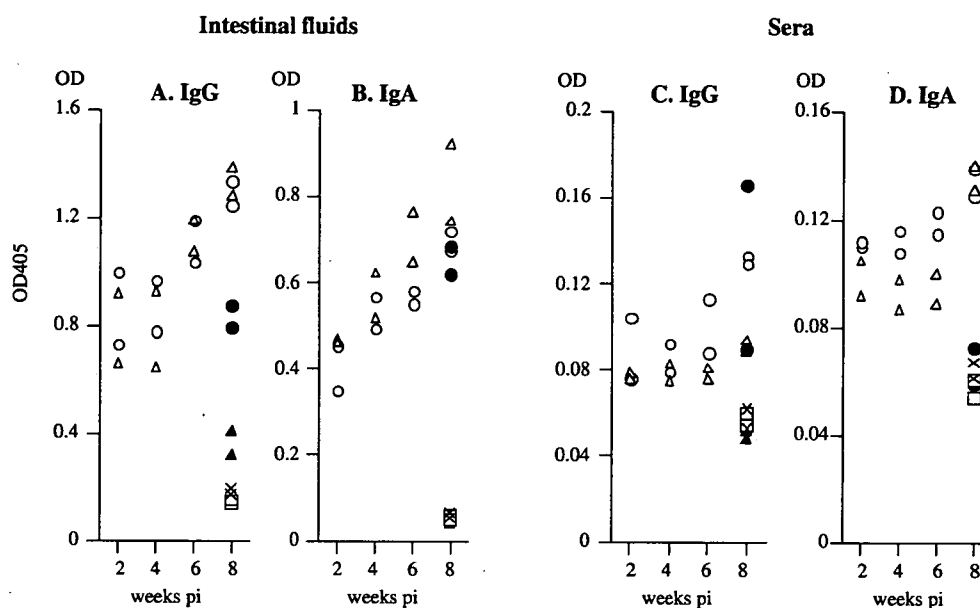 Intestinal fluids Sera
OD A. IgG
OD B. IgA
OD C. IgG
OD D. IgA
OD405
1.6
1.2
0.8
0.4
0
2 4 6 8
weeks pi
1
0.8
0.6
0.4
0.2
0
2 4 6 8
weeks pi
0.2
0.16
0.12
0.08
0.04
0
2 4 6 8
weeks pi
0.16
0.12
0.08
0.04
0
2 4 6 8
weeks pi